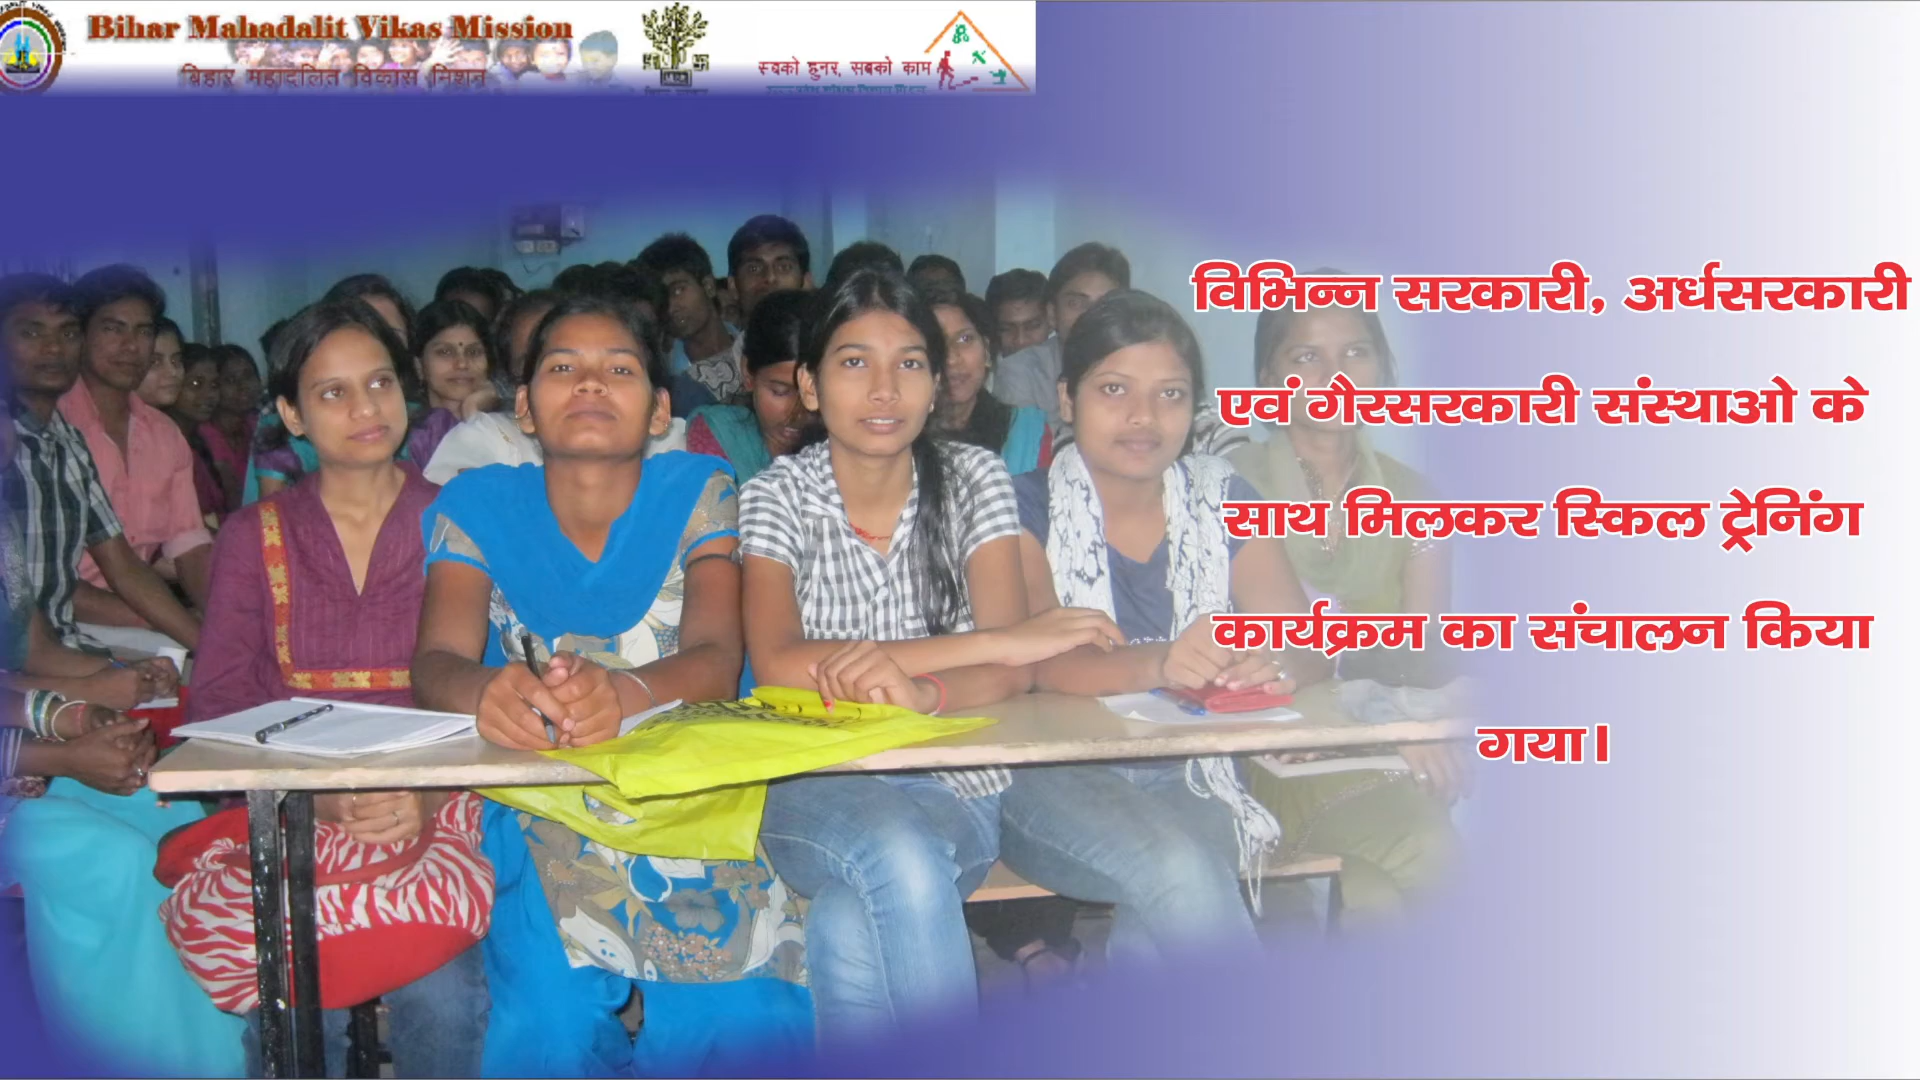 Bihar Mahadalit Vikas Mission
बिहार महादलित विकास मिशन
सबको हुनर, सबको काम
विभिन्न सरकारी, अर्धसरकारी
एवं गैरसरकारी संस्थाओ के
साथ मिलकर स्किल ट्रेनिंग
कार्यक्रम का संचालन किया
गया।